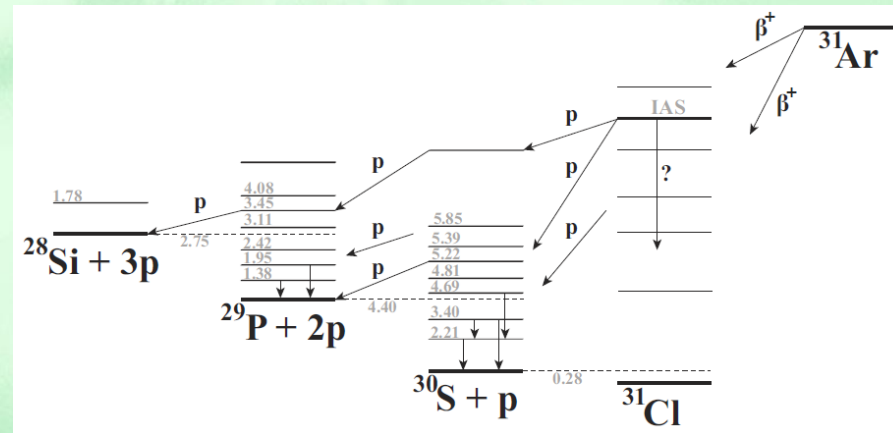 β⁺
³¹Ar
IAS
β⁺
p
p
?
p
p
4.08
3.45
3.11
2.75
2.42
1.95
1.38
1.78
p
²⁸Si + 3p
p
p
²⁹P + 2p
5.85
5.39
5.22
4.81
4.69
4.40
3.40
2.21
³⁰S + p
0.28
³¹Cl